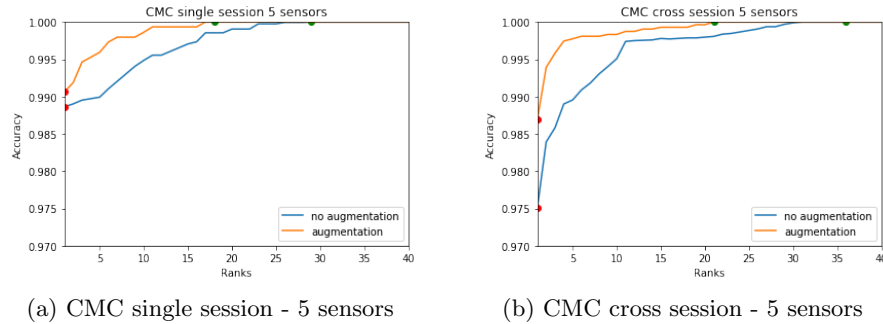 CMC single session 5 sensors
1.000
0.995
0.990
0.985
0.980
0.975
0.970
Accuracy
5 10 15 20 25 30 35 40
Ranks
no augmentation
augmentation
(a) CMC single session - 5 sensors
CMC cross session 5 sensors
1.000
0.995
0.990
0.985
0.980
0.975
0.970
Accuracy
5 10 15 20 25 30 35 40
Ranks
no augmentation
augmentation
(b) CMC cross session - 5 sensors